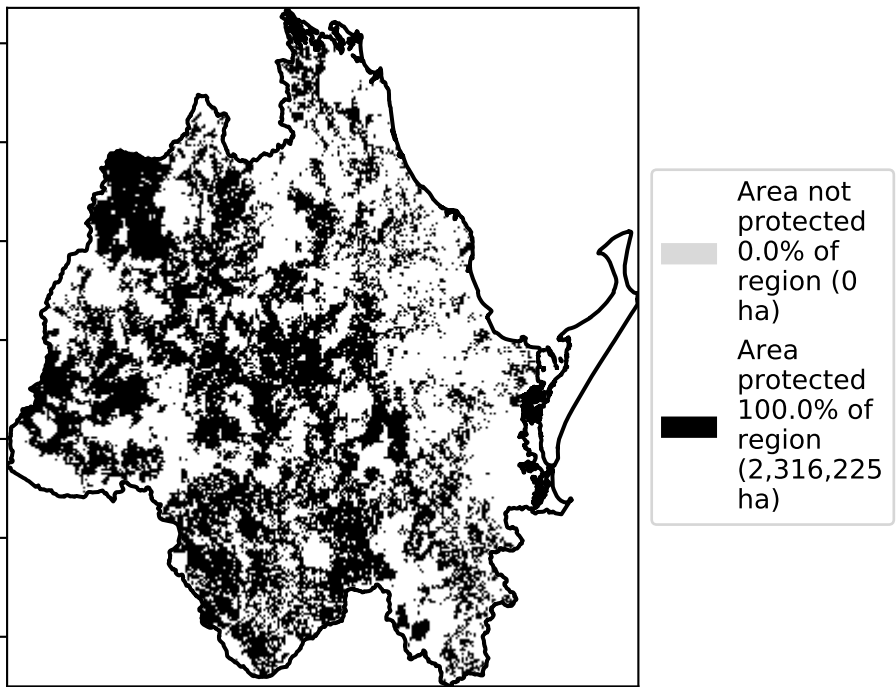 Area not
protected
0.0% of
region (0
ha)
Area
protected
100.0% of
region
(2,316,225
ha)